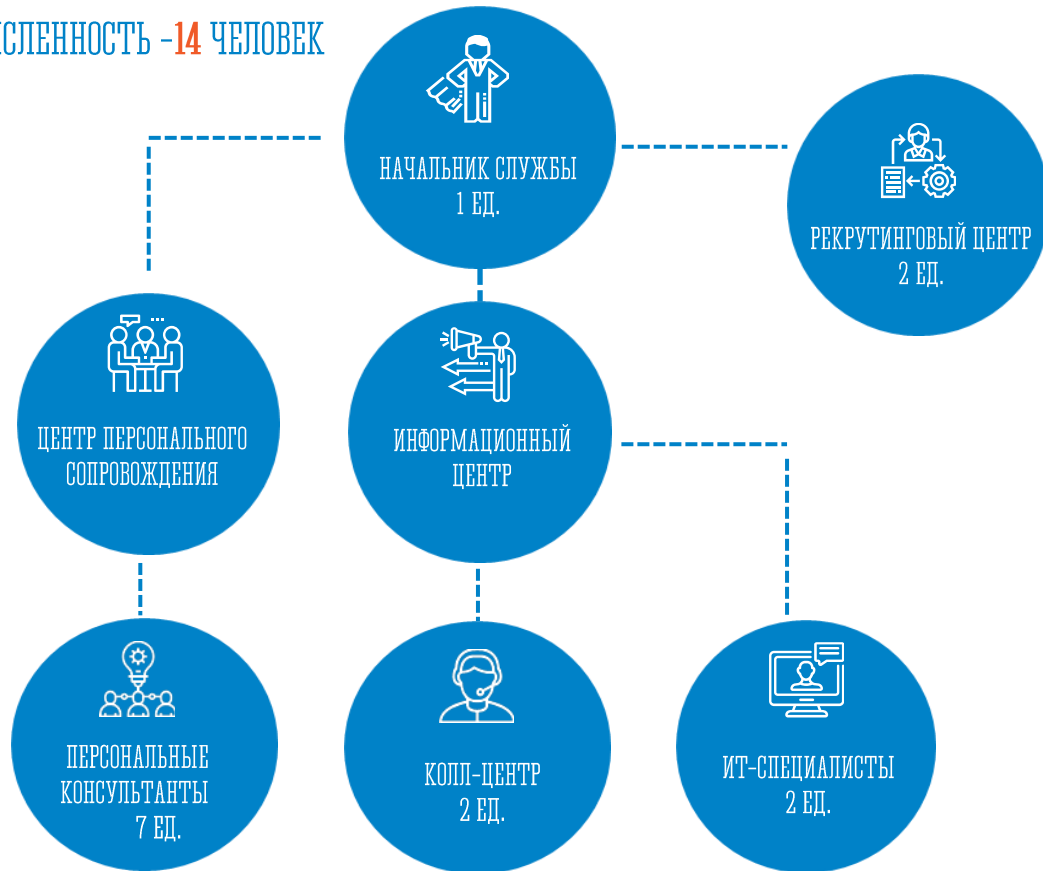 СЛЕННОСТЬ -14 ЧЕЛОВЕК
НАЧАЛЬНИК СЛУЖБЫ
1 ЕД.
РЕКРУТИНГОВЫЙ ЦЕНТР
2 ЕД.
ЦЕНТР ПЕРСОНАЛЬНОГО
СОПРОВОЖДЕНИЯ
ИНФОРМАЦИОННЫЙ
ЦЕНТР
ПЕРСОНАЛЬНЫЕ
КОНСУЛЬТАНТЫ
7 ЕД.
КОЛЛ-ЦЕНТР
2 ЕД.
ИТ-СПЕЦИАЛИСТЫ
2 ЕД.